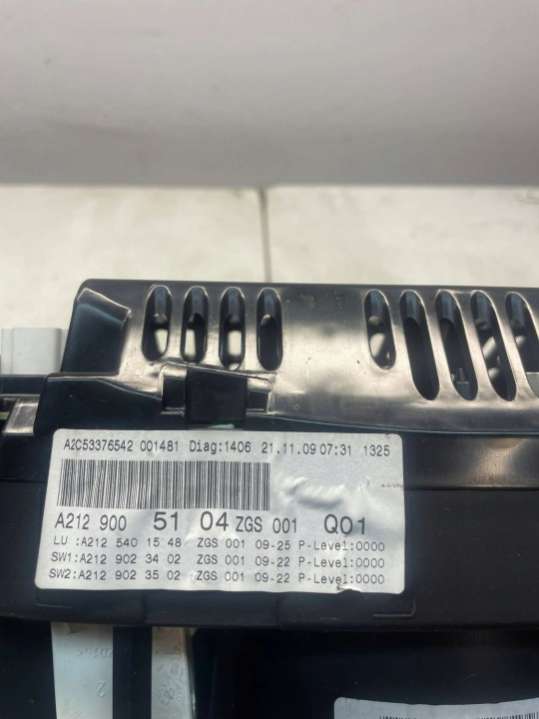 A2C53376542 001481 Diag:1406 21.11.09 07:31 1325
A212 900 51 04 ZGS 001 Q01
LU :A212 540 15 48 ZGS 001 09-25 P-Level:0000
SW1:A212 902 34 02 ZGS 001 09-22 P-Level:0000
SW2:A212 902 35 02 ZGS 001 09-22 P-Level:0000
2